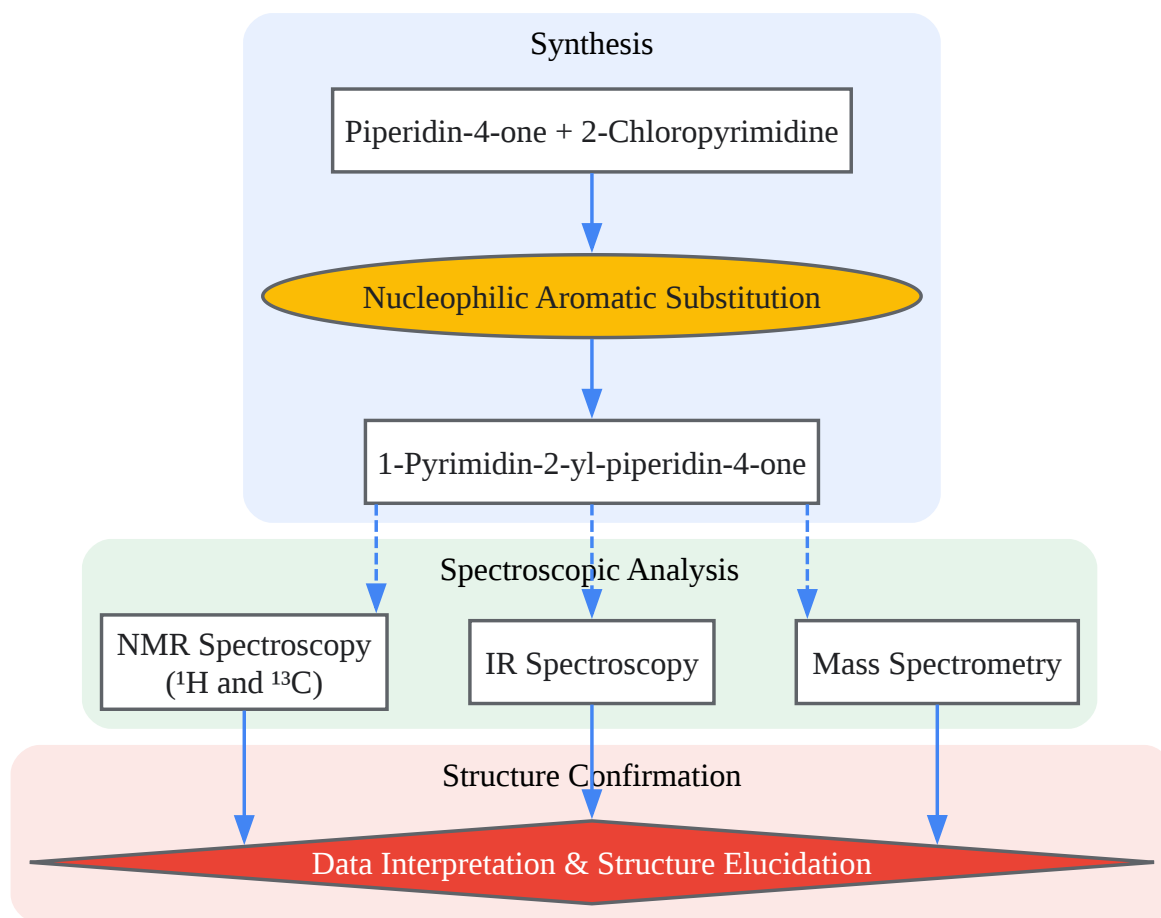 Synthesis
Piperidin-4-one + 2-Chloropyrimidine
Nucleophilic Aromatic Substitution
1-Pyrimidin-2-yl-piperidin-4-one
Spectroscopic Analysis
NMR Spectroscopy
(¹H and ¹³C)
IR Spectroscopy
Mass Spectrometry
Structure Confirmation
Data Interpretation & Structure Elucidation